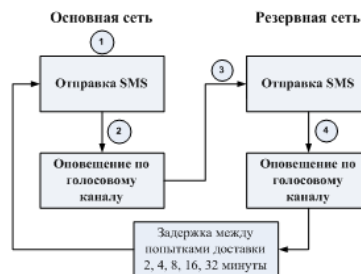 Основная сеть
Резервная сеть
1
Отправка SMS
3
Отправка SMS
2
4
Оповещение по
голосовому
каналу
Оповещение по
голосовому
каналу
Задержка между
попытками доставки
2, 4, 8, 16, 32 минуты